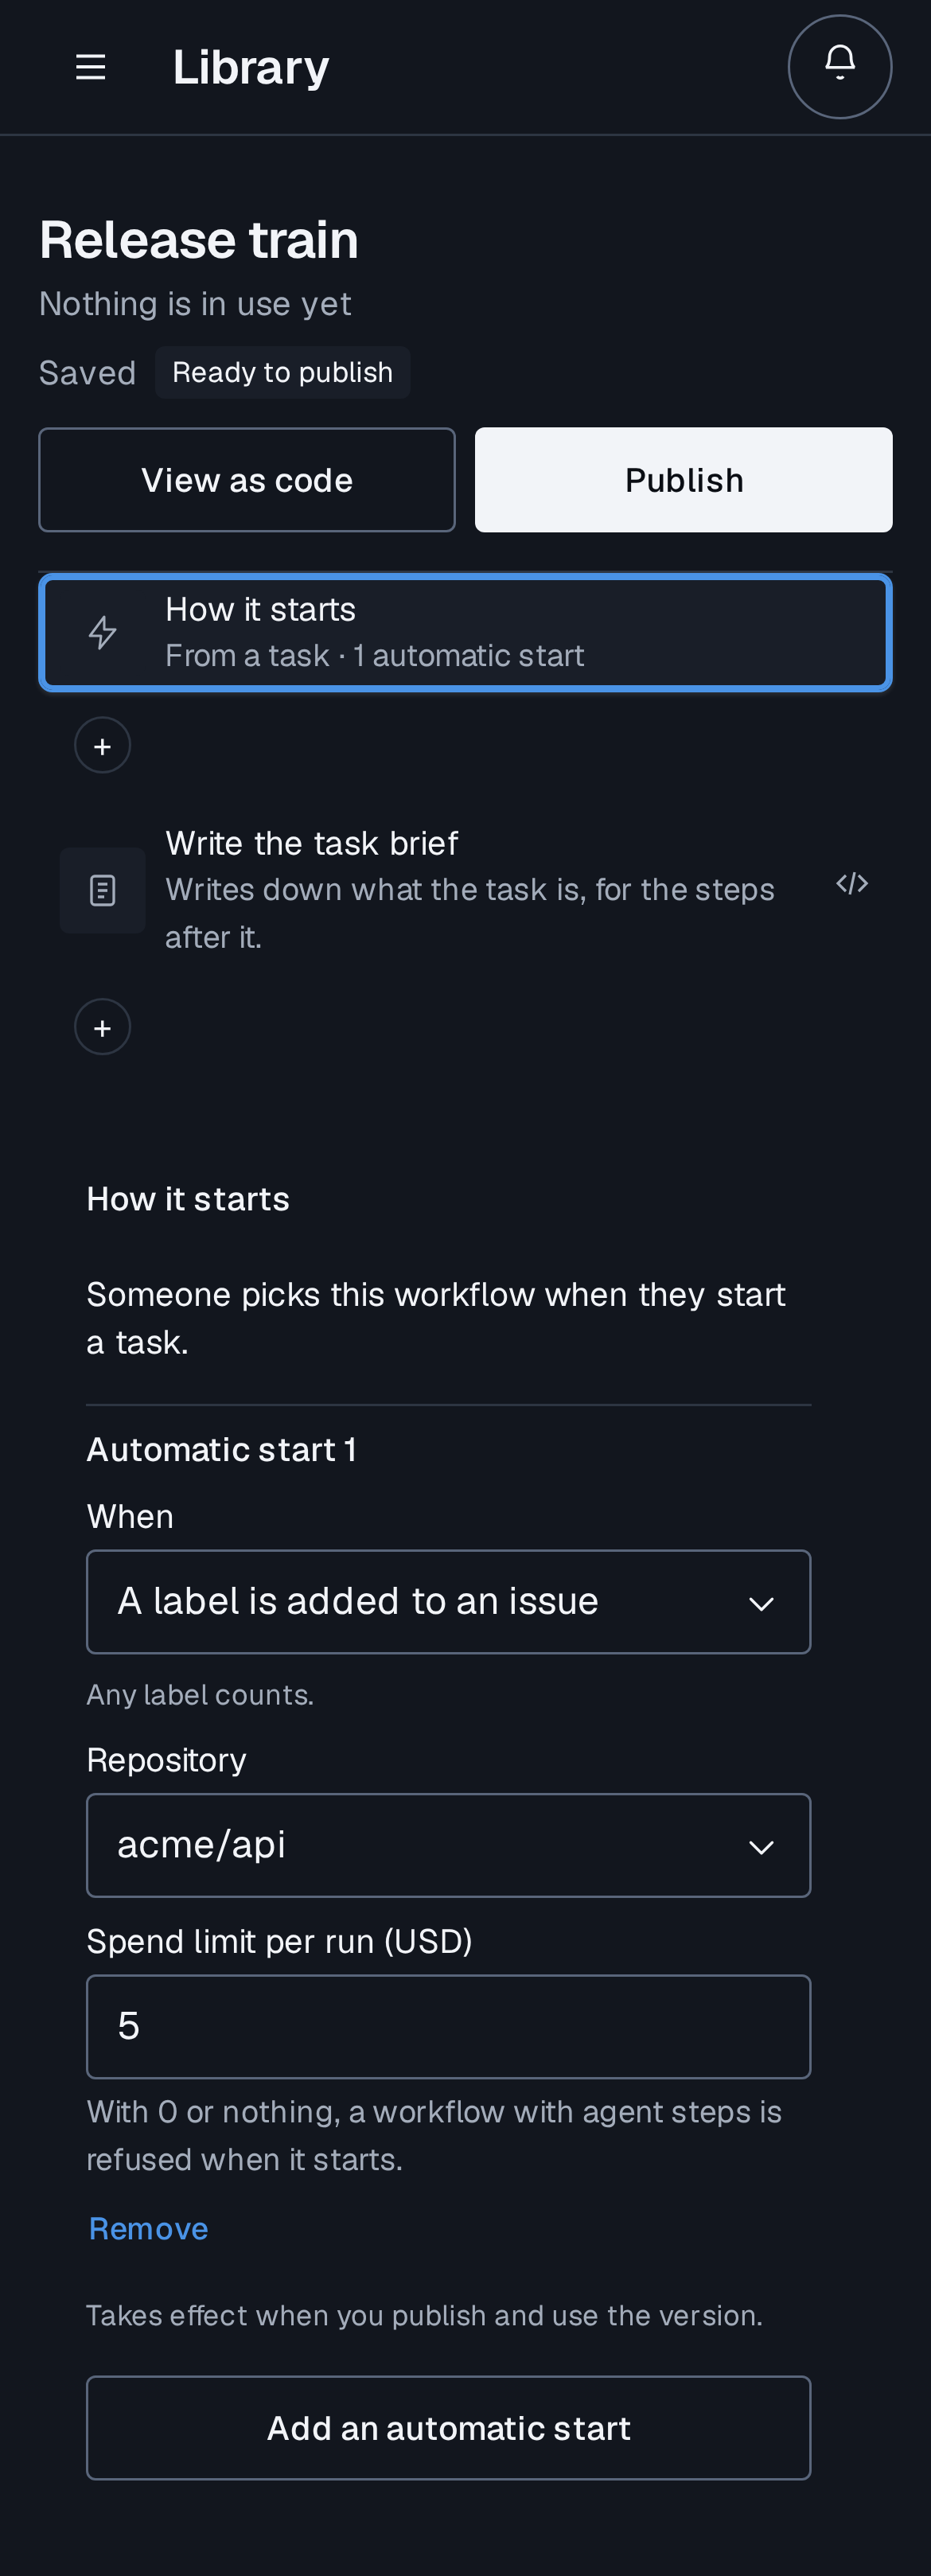 Library
Release train
Nothing is in use yet
Saved
Ready to publish
View as code
Publish
How it starts
From a task · 1 automatic start
+
Write the task brief
Writes down what the task is, for the steps
after it.
+
How it starts
Someone picks this workflow when they start
a task.
Automatic start 1
When
A label is added to an issue
Any label counts.
Repository
acme/api
Spend limit per run (USD)
5
With 0 or nothing, a workflow with agent steps is
refused when it starts.
Remove
Takes effect when you publish and use the version.
Add an automatic start